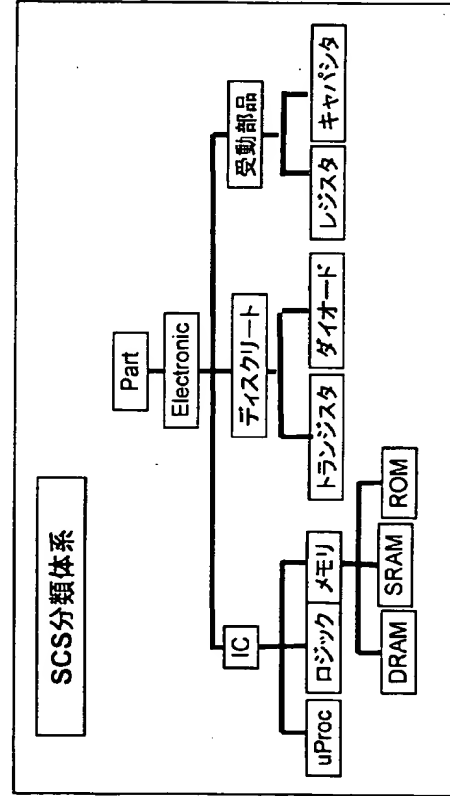 SCS分類体系
Part
Electronic
IC
ディスクリート
受動部品
uProc
ロジック
メモリ
トランジスタ
ダイオード
レジスタ
キャパシタ
DRAM
SRAM
ROM